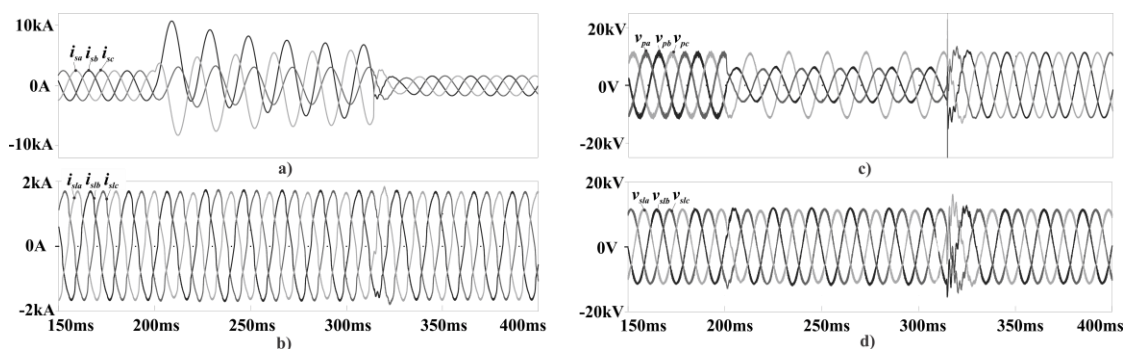 10kA
i_sa i_sb i_sc
0A
-10kA
a)
2kA
i_sla i_slb i_slc
0A
-2kA
150ms 200ms 250ms 300ms 350ms 400ms
b)
20kV
v_pa v_pb v_pc
0V
-20kV
c)
20kV
v_sla v_slb v_slc
0V
-20kV
150ms 200ms 250ms 300ms 350ms 400ms
d)